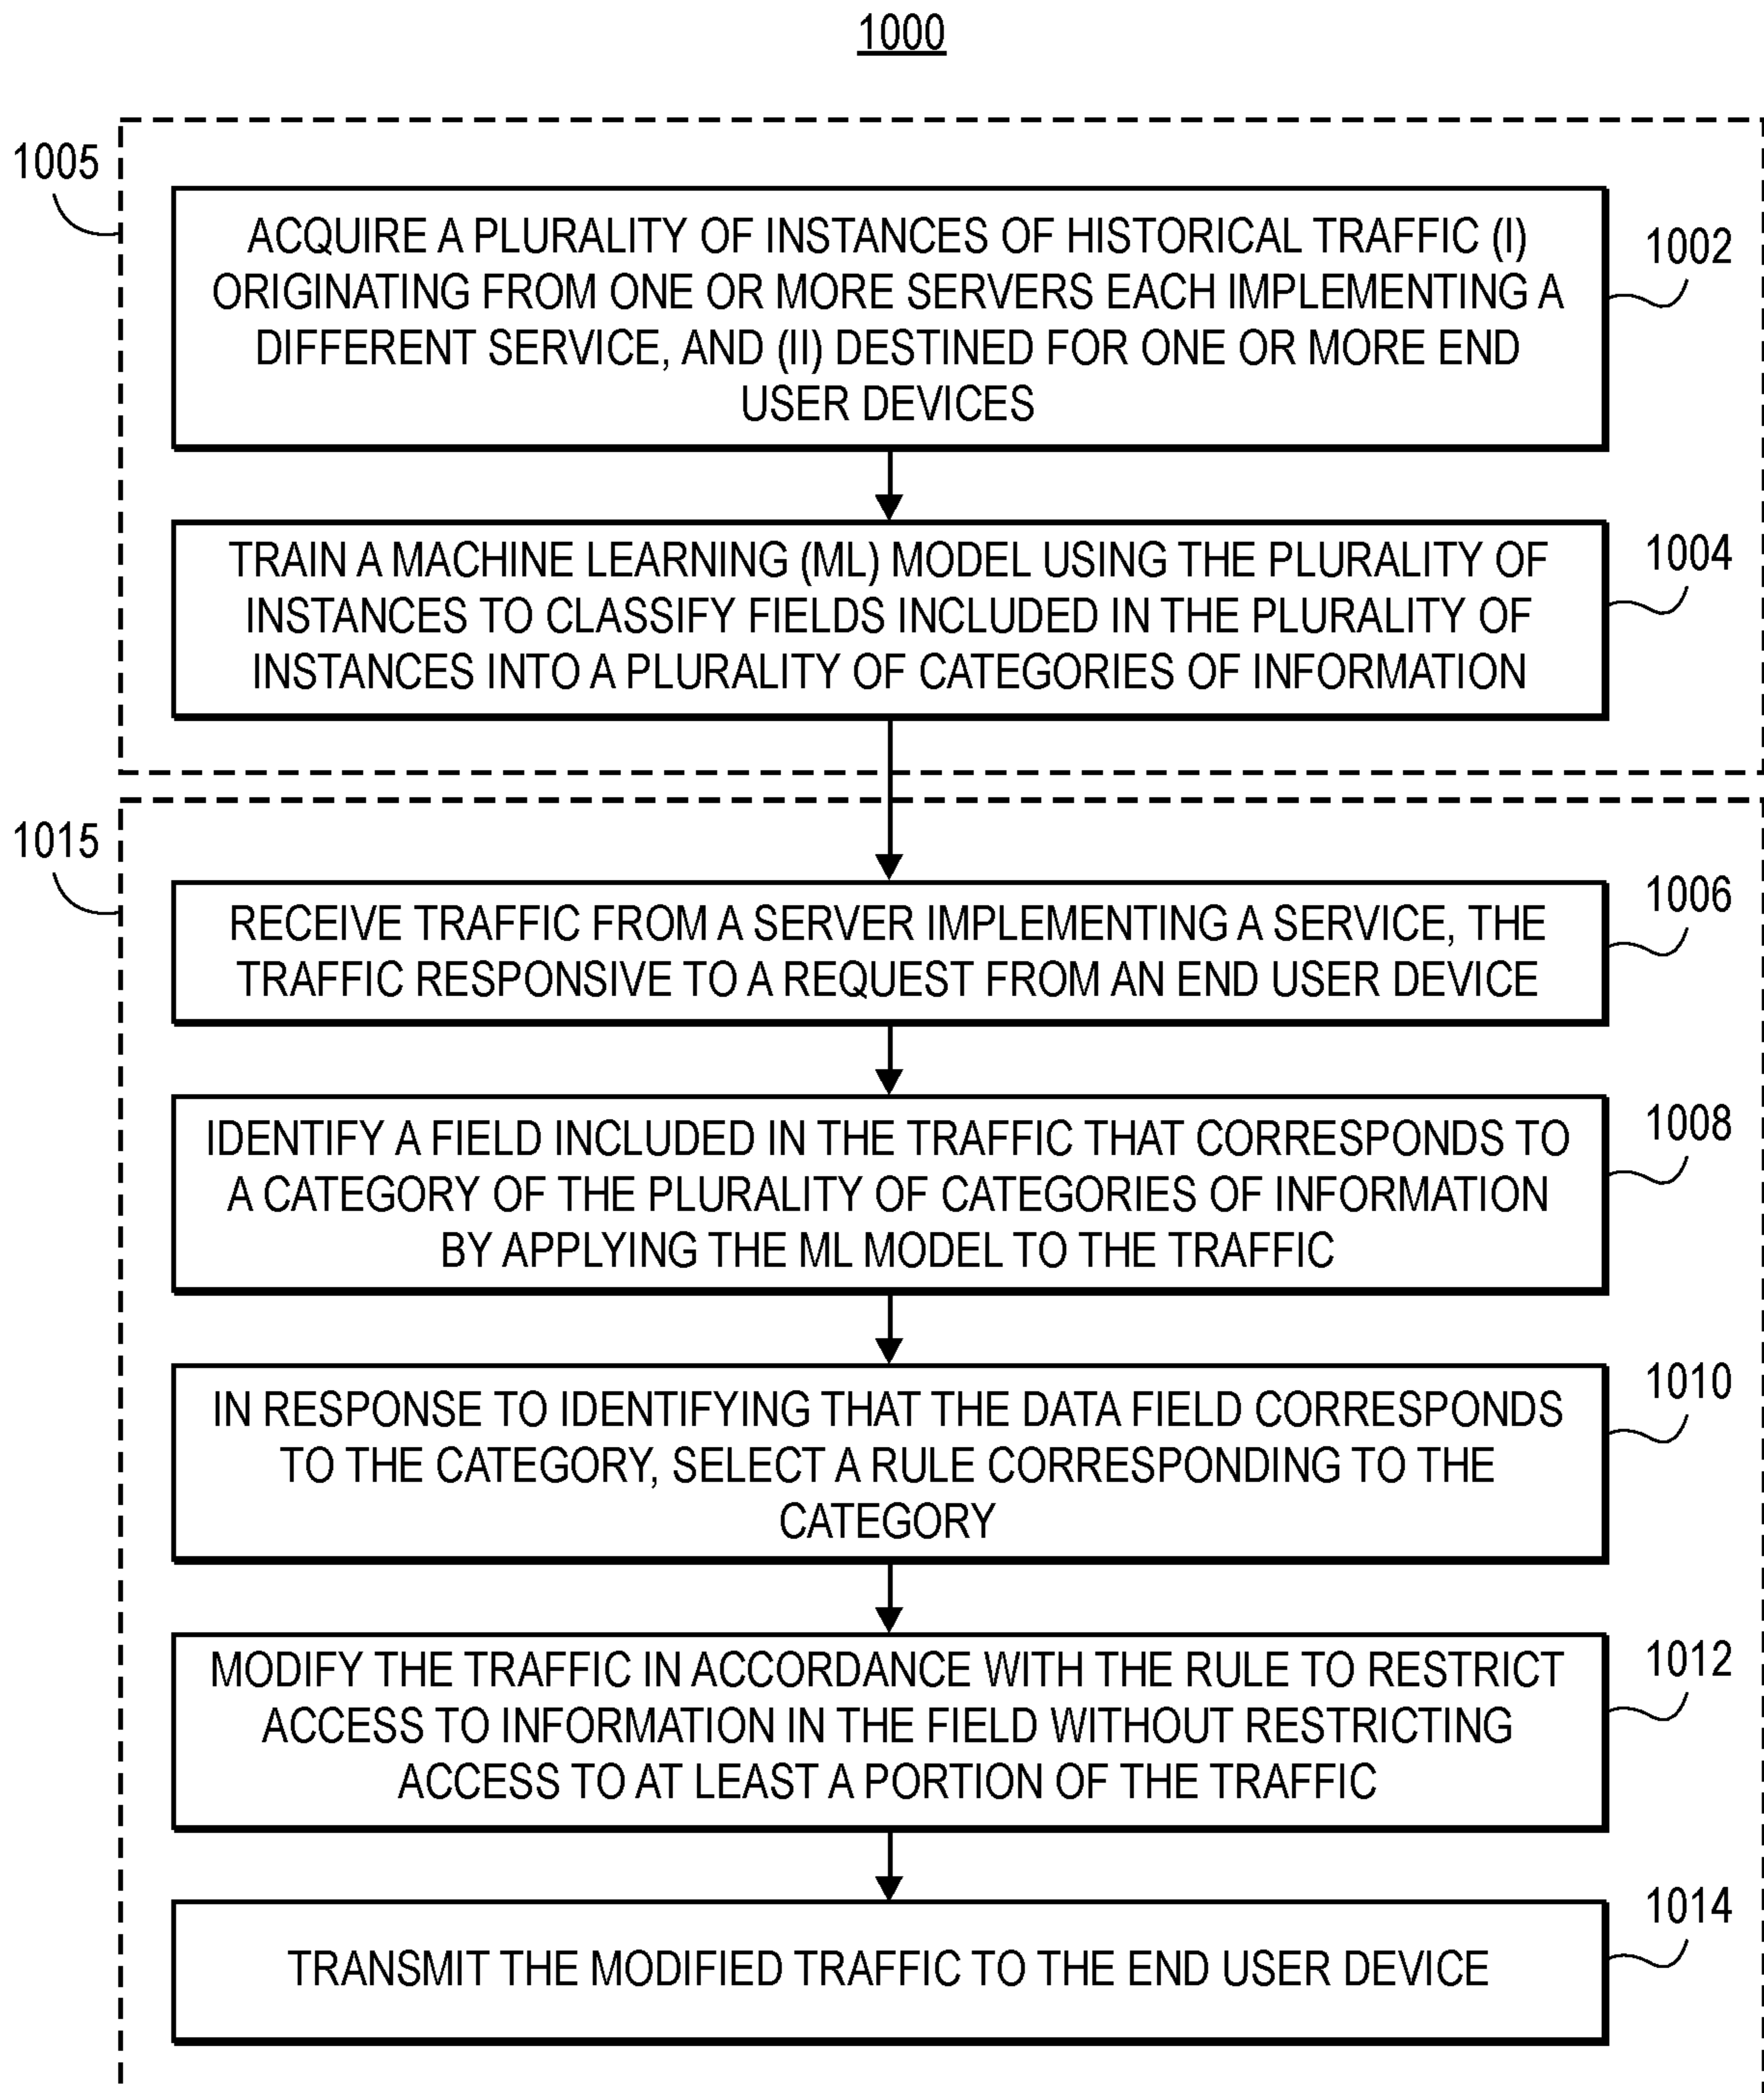 1000
1005
ACQUIRE A PLURALITY OF INSTANCES OF HISTORICAL TRAFFIC (I)
ORIGINATING FROM ONE OR MORE SERVERS EACH IMPLEMENTING A
DIFFERENT SERVICE, AND (II) DESTINED FOR ONE OR MORE END
USER DEVICES
1002
TRAIN A MACHINE LEARNING (ML) MODEL USING THE PLURALITY OF
INSTANCES TO CLASSIFY FIELDS INCLUDED IN THE PLURALITY OF
INSTANCES INTO A PLURALITY OF CATEGORIES OF INFORMATION
1004
1015
RECEIVE TRAFFIC FROM A SERVER IMPLEMENTING A SERVICE, THE
TRAFFIC RESPONSIVE TO A REQUEST FROM AN END USER DEVICE
1006
IDENTIFY A FIELD INCLUDED IN THE TRAFFIC THAT CORRESPONDS TO
A CATEGORY OF THE PLURALITY OF CATEGORIES OF INFORMATION
BY APPLYING THE ML MODEL TO THE TRAFFIC
1008
IN RESPONSE TO IDENTIFYING THAT THE DATA FIELD CORRESPONDS
TO THE CATEGORY, SELECT A RULE CORRESPONDING TO THE
CATEGORY
1010
MODIFY THE TRAFFIC IN ACCORDANCE WITH THE RULE TO RESTRICT
ACCESS TO INFORMATION IN THE FIELD WITHOUT RESTRICTING
ACCESS TO AT LEAST A PORTION OF THE TRAFFIC
1012
TRANSMIT THE MODIFIED TRAFFIC TO THE END USER DEVICE
1014